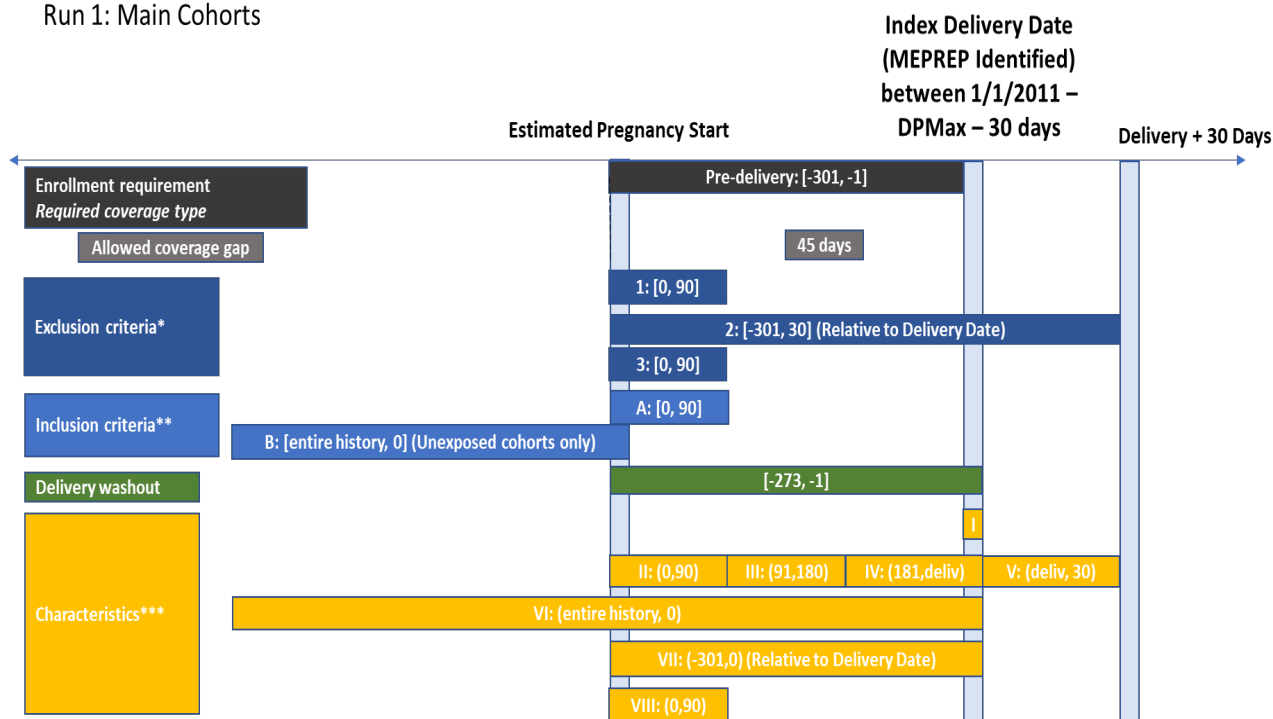 Run 1: Main Cohorts
Index Delivery Date
(MEPREP Identified)
between 1/1/2011 –
DPMax – 30 days
Estimated Pregnancy Start
Delivery + 30 Days
Enrollment requirement
Required coverage type
Pre-delivery: [-301, -1]
Allowed coverage gap
45 days
Exclusion criteria*
1: [0, 90]
2: [-301, 30] (Relative to Delivery Date)
3: [0, 90]
Inclusion criteria**
A: [0, 90]
B: [entire history, 0] (Unexposed cohorts only)
Delivery washout
[-273, -1]
Characteristics***
I
II: (0,90)
III: (91,180)
IV: (181,deliv)
V: (deliv, 30)
VI: (entire history, 0)
VII: (-301,0) (Relative to Delivery Date)
VIII: (0,90)